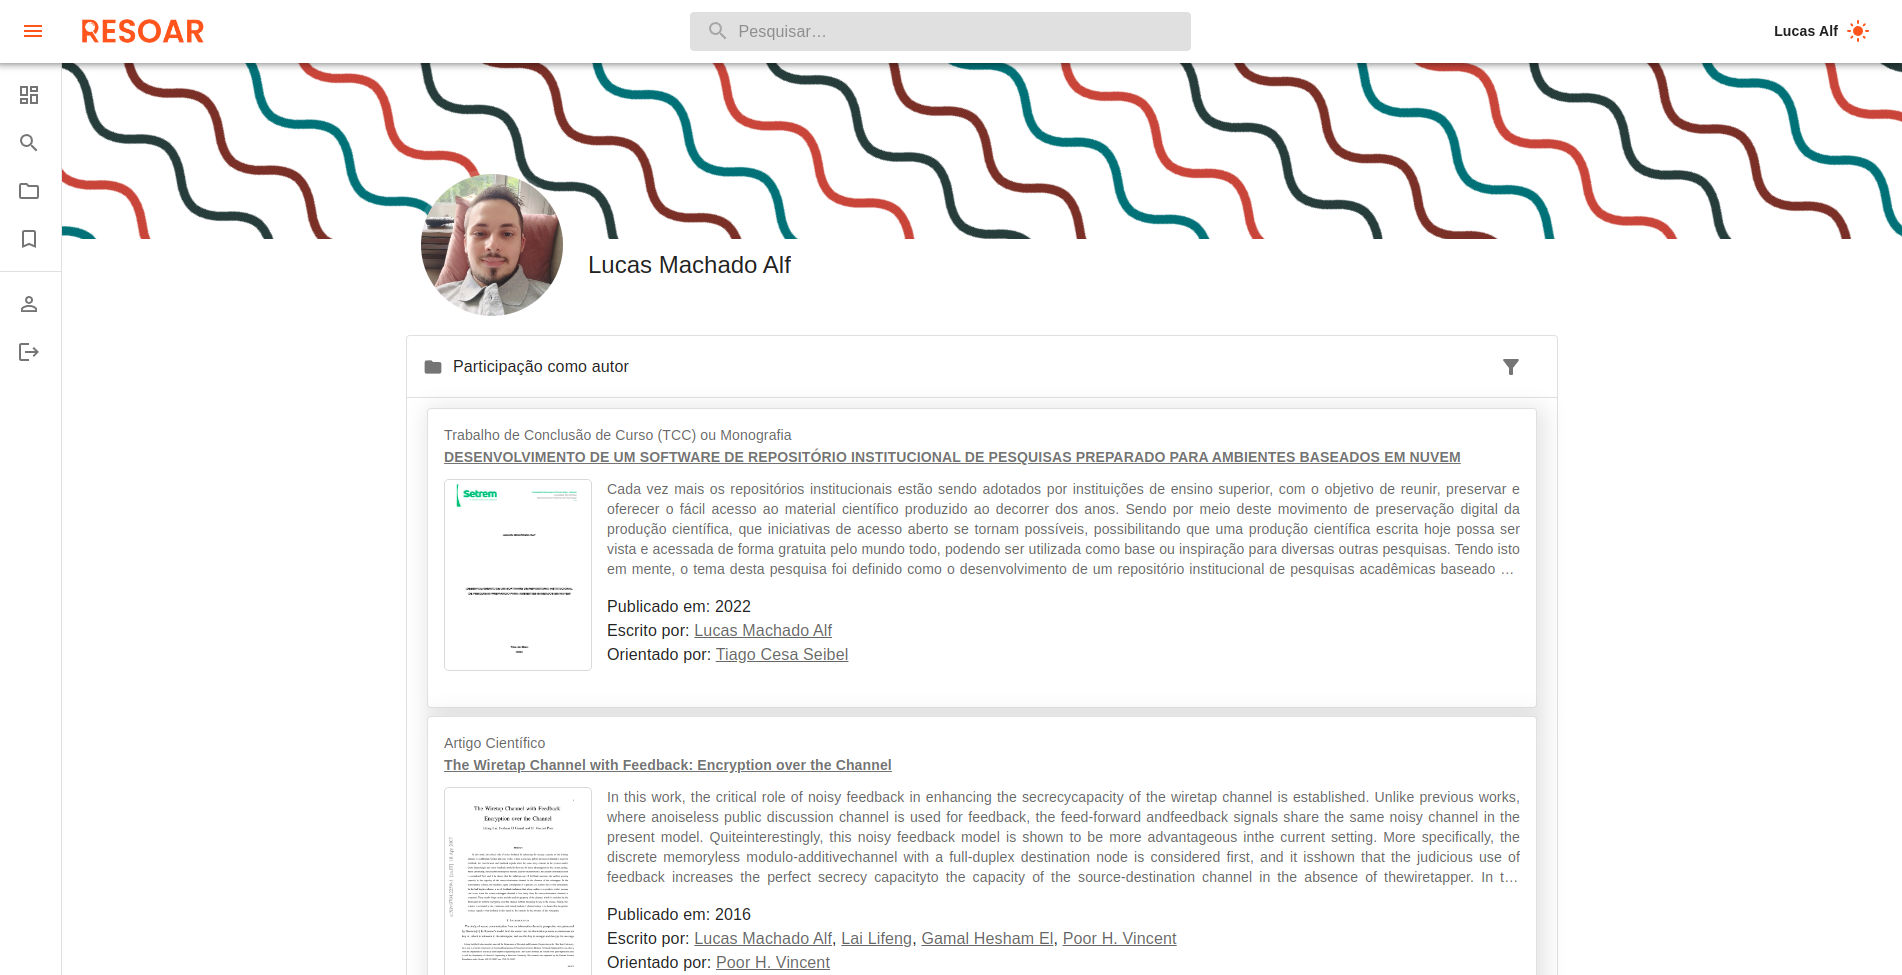 RESOAR
Pesquisar…
Lucas Alf
Lucas Machado Alf
Participação como autor
Trabalho de Conclusão de Curso (TCC) ou Monografia
DESENVOLVIMENTO DE UM SOFTWARE DE REPOSITÓRIO INSTITUCIONAL DE PESQUISAS PREPARADO PARA AMBIENTES BASEADOS EM NUVEM
Setrem
Cada vez mais os repositórios institucionais estão sendo adotados por instituições de ensino superior, com o objetivo de reunir, preservar e
oferecer o fácil acesso ao material científico produzido ao decorrer dos anos. Sendo por meio deste movimento de preservação digital da
produção científica, que iniciativas de acesso aberto se tornam possíveis, possibilitando que uma produção científica escrita hoje possa ser
vista e acessada de forma gratuita pelo mundo todo, podendo ser utilizada como base ou inspiração para diversas outras pesquisas. Tendo isto
em mente, o tema desta pesquisa foi definido como o desenvolvimento de um repositório institucional de pesquisas acadêmicas baseado …
Publicado em: 2022
Escrito por: Lucas Machado Alf
Orientado por: Tiago Cesa Seibel
Artigo Científico
The Wiretap Channel with Feedback: Encryption over the Channel
The Wiretap Channel with Feedback
Encryption over the Channel
In this work, the critical role of noisy feedback in enhancing the secrecycapacity of the wiretap channel is established. Unlike previous works,
where anoiseless public discussion channel is used for feedback, the feed-forward andfeedback signals share the same noisy channel in the
present model. Quiteinterestingly, this noisy feedback model is shown to be more advantageous inthe current setting. More specifically, the
discrete memoryless modulo-additivechannel with a full-duplex destination node is considered first, and it isshown that the judicious use of
feedback increases the perfect secrecy capacityto the capacity of the source-destination channel in the absence of thewiretapper. In t…
Publicado em: 2016
Escrito por: Lucas Machado Alf, Lai Lifeng, Gamal Hesham El, Poor H. Vincent
Orientado por: Poor H. Vincent